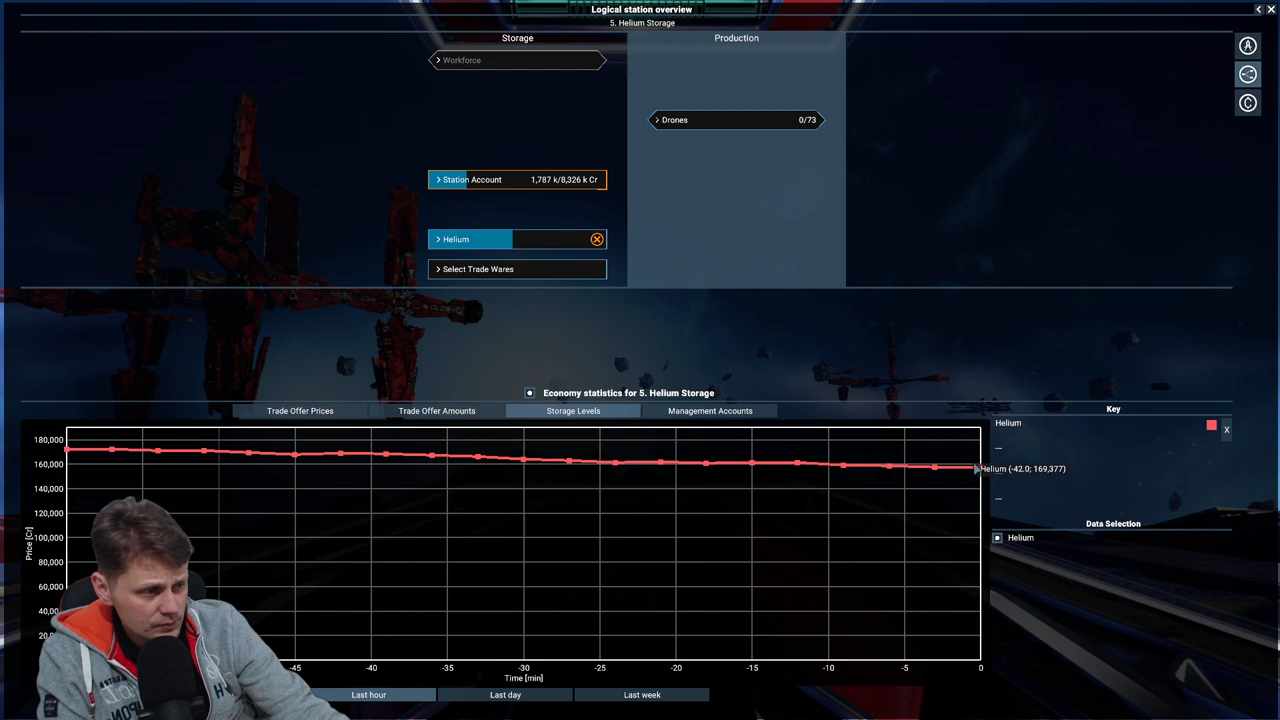 Logical station overview
5. Helium Storage
Storage
Production
Workforce
Drones 0/73
Station Account 1,787 k/8,326 k Cr
Helium
Select Trade Wares
Economy statistics for 5. Helium Storage
Trade Offer Prices
Trade Offer Amounts
Storage Levels
Management Accounts
Key
Helium
X
---
Helium (-42.0; 169,377)
---
Data Selection
Helium
180,000
160,000
140,000
120,000
100,000
80,000
60,000
40,00
20,0
Price [Cr]
-45
-40
-35
-30
-25
-20
-15
-10
-5
0
Time [min]
Last hour
Last day
Last week